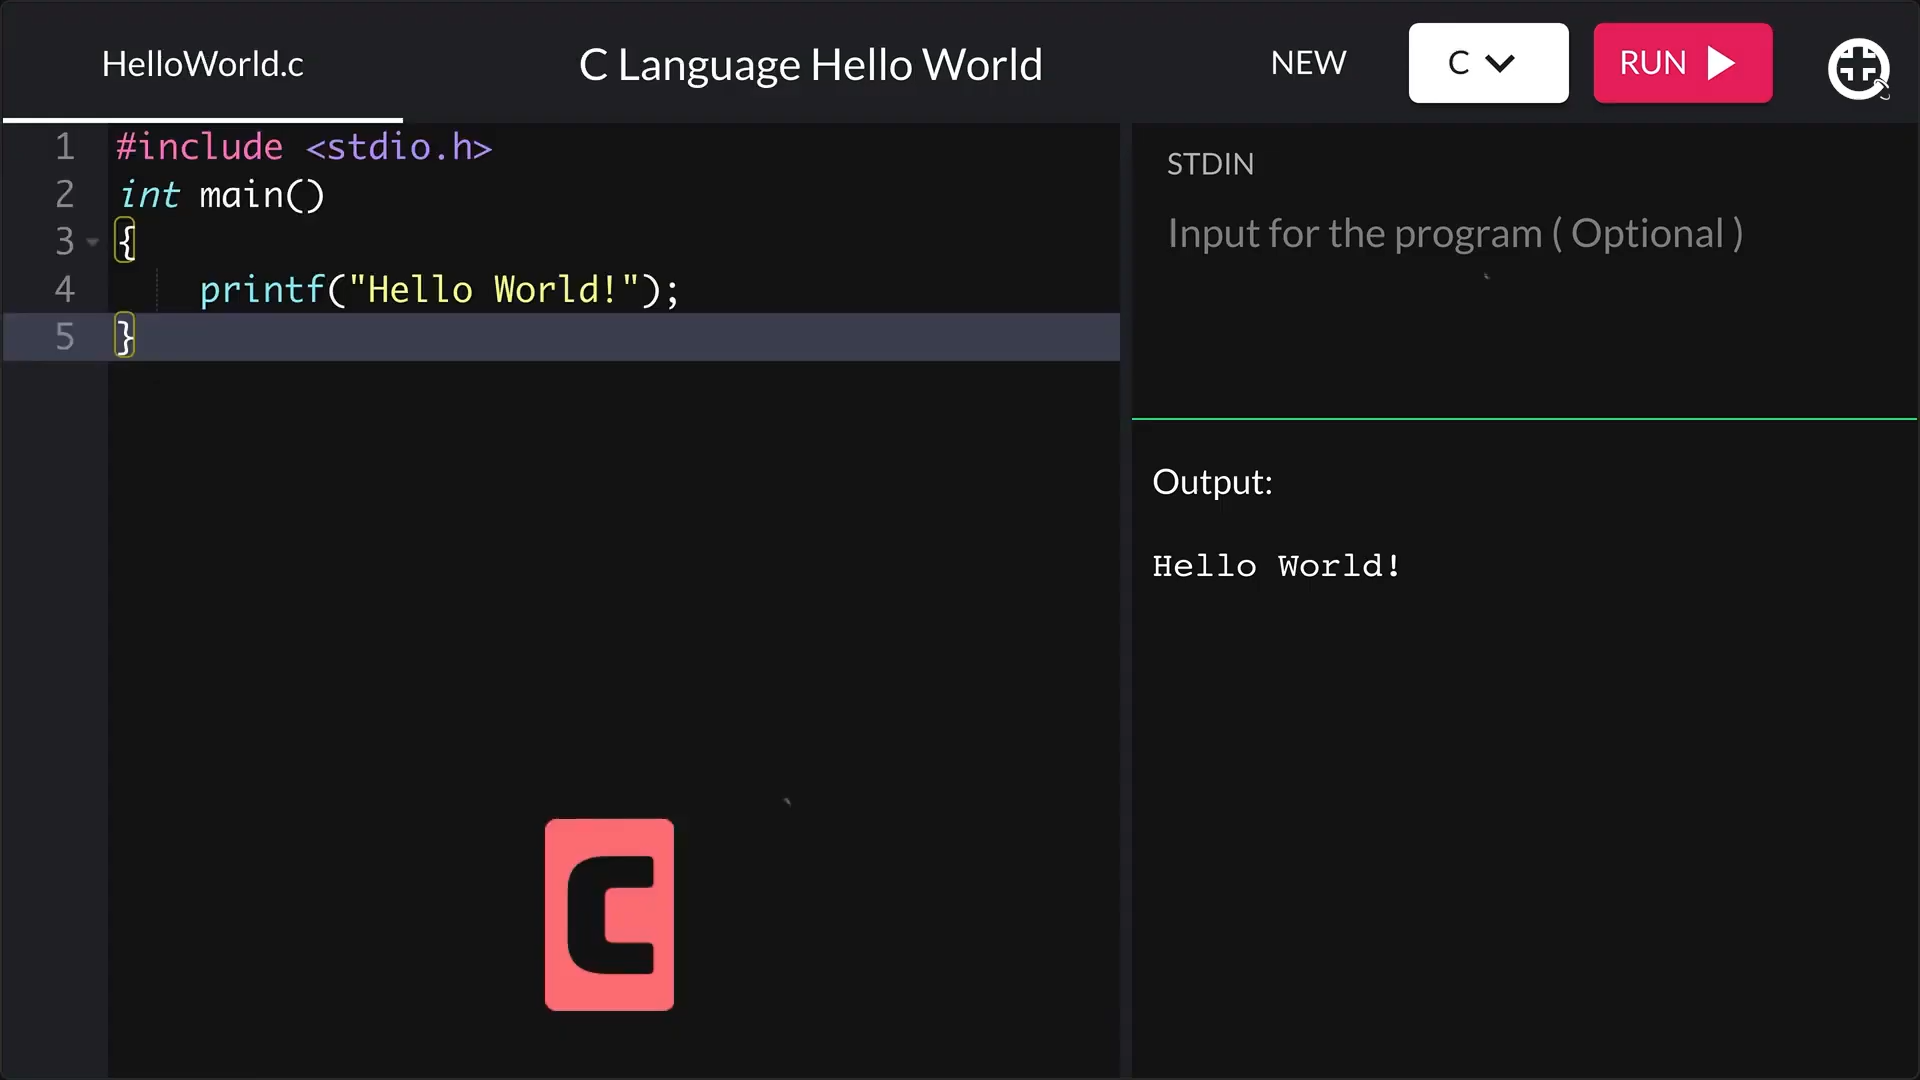 HelloWorld.c
C Language Hello World
NEW
C
RUN
1 #include <stdio.h>
2 int main()
3 {
4     printf("Hello World!");
5 }
STDIN
Input for the program ( Optional )
Output:
Hello World!
C